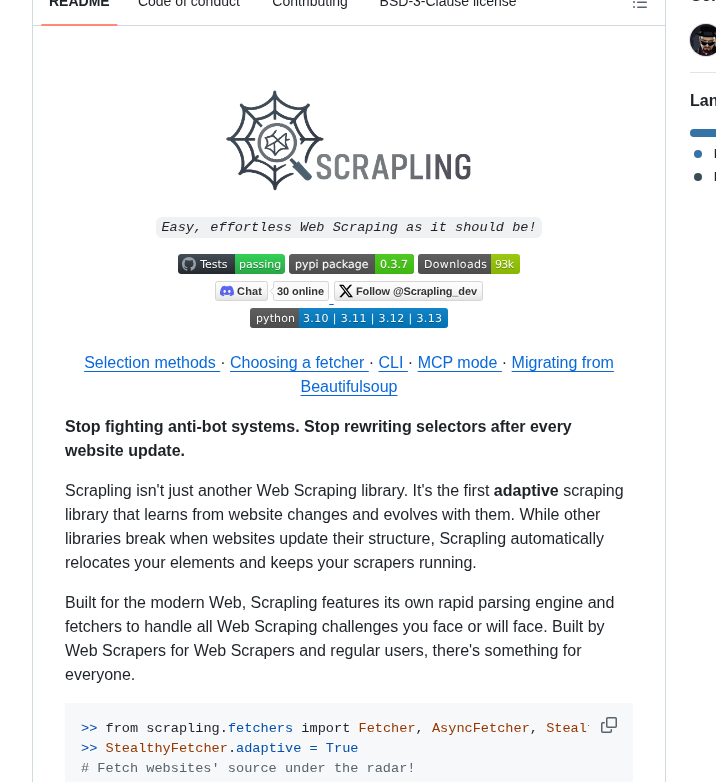 README Code of conduct Contributing BSD-3-Clause license
Lan
SCRAPLING
Easy, effortless Web Scraping as it should be!
Tests passing pypi package 0.3.7 Downloads 93k
Chat 30 online Follow @Scrapling_dev
python 3.10 | 3.11 | 3.12 | 3.13
Selection methods · Choosing a fetcher · CLI · MCP mode · Migrating from
Beautifulsoup
Stop fighting anti-bot systems. Stop rewriting selectors after every
website update.
Scrapling isn't just another Web Scraping library. It's the first adaptive scraping
library that learns from website changes and evolves with them. While other
libraries break when websites update their structure, Scrapling automatically
relocates your elements and keeps your scrapers running.
Built for the modern Web, Scrapling features its own rapid parsing engine and
fetchers to handle all Web Scraping challenges you face or will face. Built by
Web Scrapers for Web Scrapers and regular users, there's something for
everyone.
>> from scrapling.fetchers import Fetcher, AsyncFetcher, Stealt
>> StealthyFetcher.adaptive = True
# Fetch websites' source under the radar!